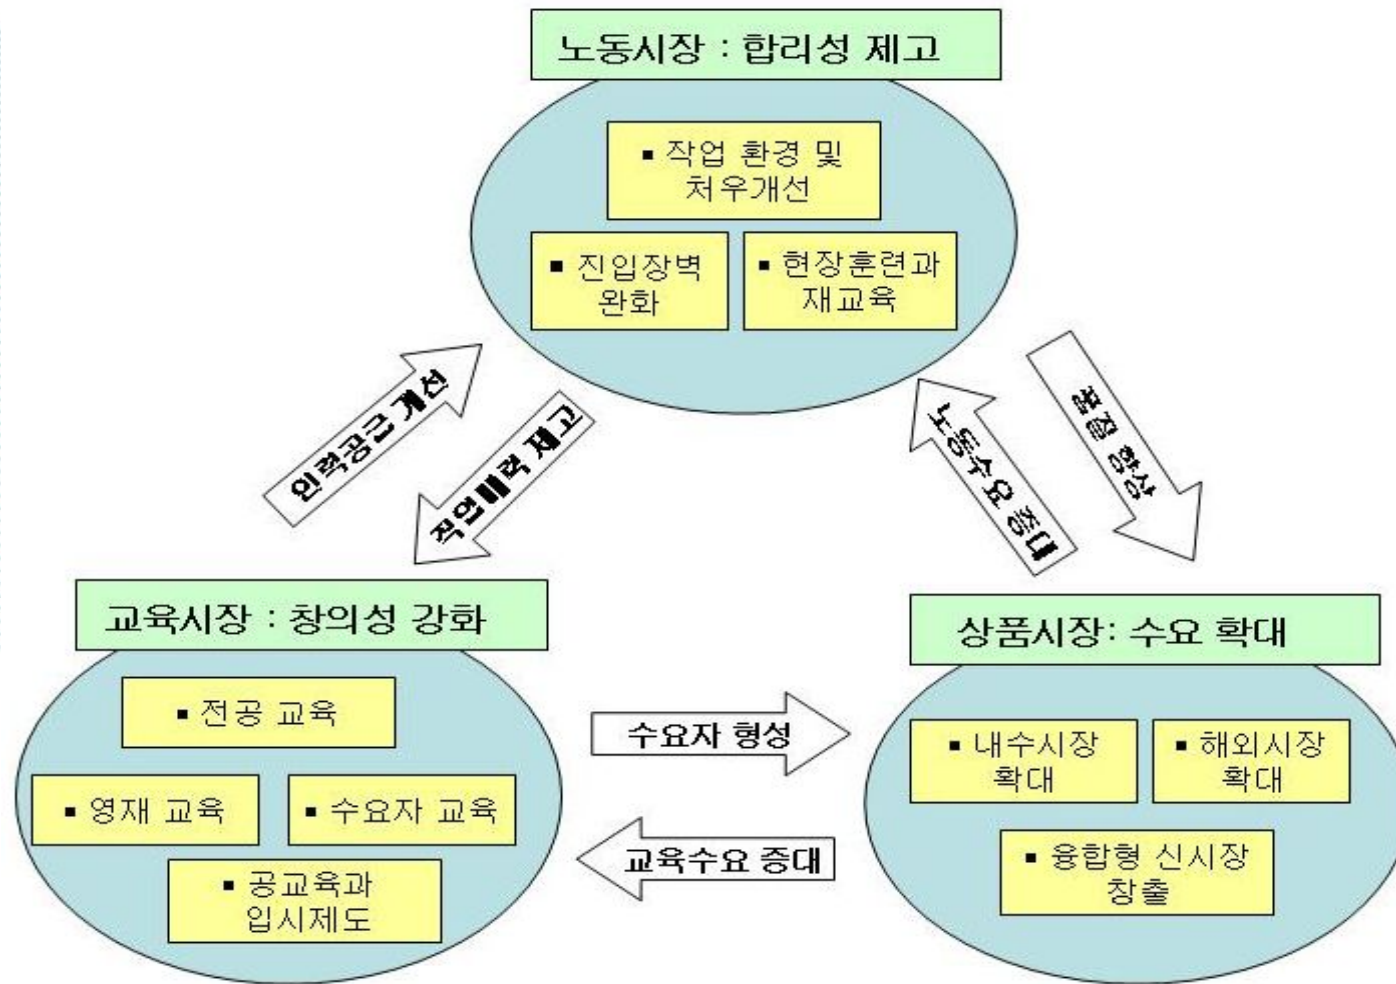 노동시장 : 합리성 제고
▪ 작업 환경 및
처우개선
▪ 진입장벽
완화
▪ 현장훈련과
재교육
인력공급 개선
직업매력 제고
노동수요 증대
품질 향상
교육시장 : 창의성 강화
▪ 전공 교육
▪ 영재 교육
▪ 수요자 교육
▪ 공교육과
입시제도
수요자 형성
교육수요 증대
상품시장: 수요 확대
▪ 내수시장
확대
▪ 해외시장
확대
▪ 융합형 신시장
창출